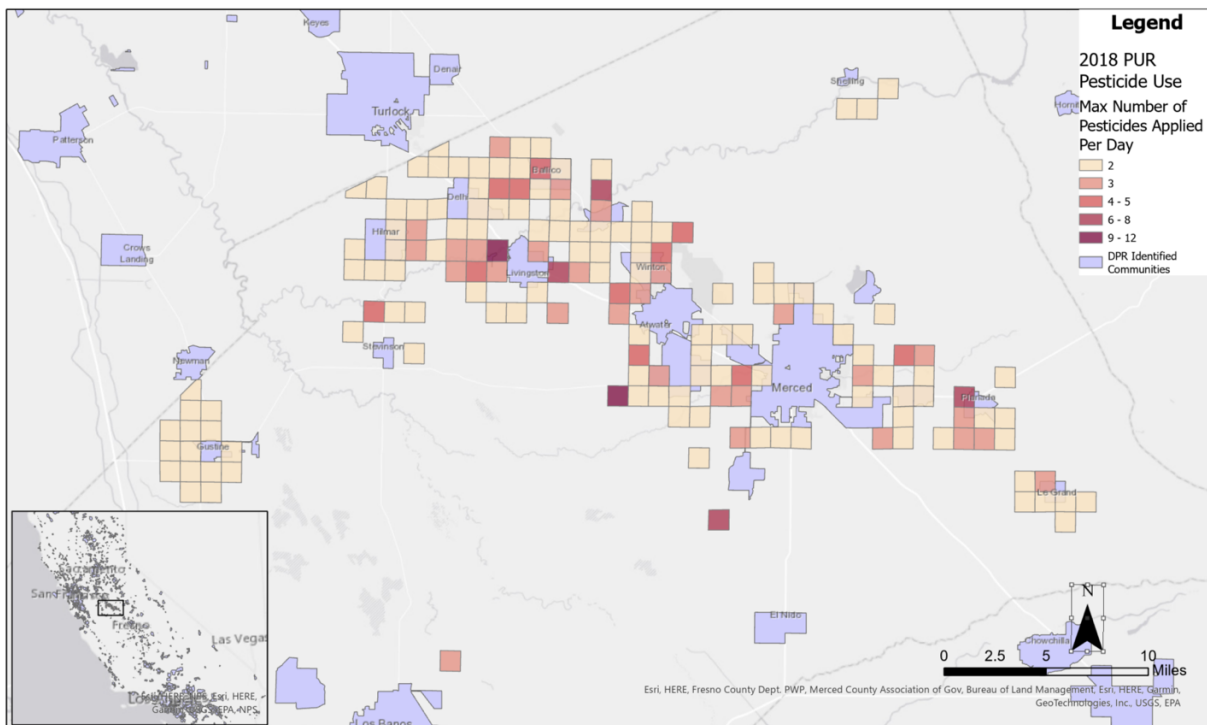 Legend
2018 PUR
Pesticide Use
Max Number of
Pesticides Applied
Per Day
2
3
4 - 5
6 - 8
9 - 12
DPR Identified
Communities
Keyes
Denair
Turlock
Patterson
Snelling
Ballico
Delhi
Hilmar
Crows
Landing
Livingston
Winton
Atwater
Stevinson
Newman
Merced
Planada
Gustine
Le Grand
El Nido
Chowchilla
Los Banos
Sacramento
San Francisco
Fresno
Las Vegas
N
0 2.5 5 10
Miles
Esri, HERE, Fresno County Dept. PWP, Merced County Association of Gov, Bureau of Land Management, Esri, HERE, Garmin,
GeoTechnologies, Inc., USGS, EPA